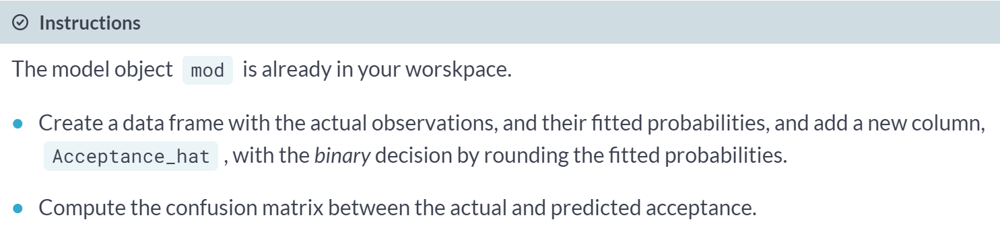 Instructions
The model object mod is already in your worskpace.
Create a data frame with the actual observations, and their fitted probabilities, and add a new column,
Acceptance_hat , with the binary decision by rounding the fitted probabilities.
Compute the confusion matrix between the actual and predicted acceptance.